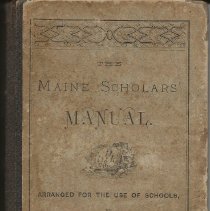 THE
MAINE SCHOLARS'
MANUAL.
ARRANGED FOR THE USE OF SCHOOLS.